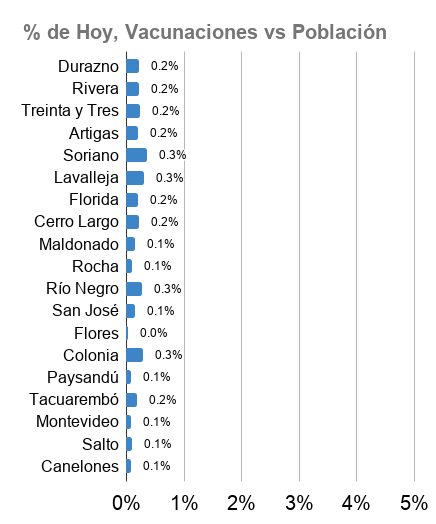 % de Hoy, Vacunaciones vs Población
Durazno 0.2%
Rivera 0.2%
Treinta y Tres 0.2%
Artigas 0.2%
Soriano 0.3%
Lavalleja 0.3%
Florida 0.2%
Cerro Largo 0.2%
Maldonado 0.1%
Rocha 0.1%
Río Negro 0.3%
San José 0.1%
Flores 0.0%
Colonia 0.3%
Paysandú 0.1%
Tacuarembó 0.2%
Montevideo 0.1%
Salto 0.1%
Canelones 0.1%
0% 1% 2% 3% 4% 5%